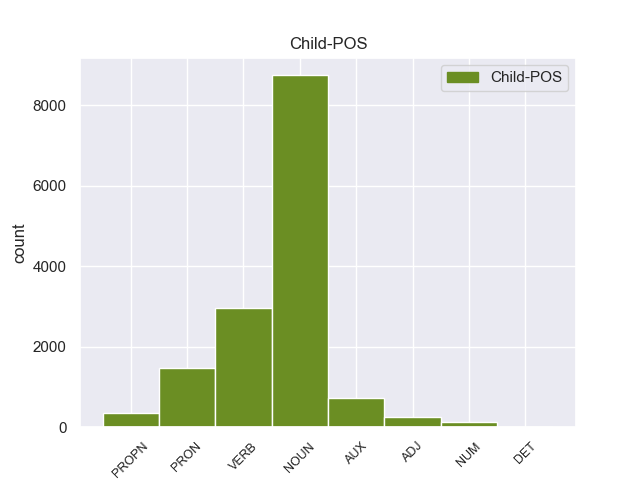 Child-POS
Child-POS
count
8000
6000
4000
2000
0
PROPN
PRON
VERB
NOUN
AUX
ADJ
NUM
DET